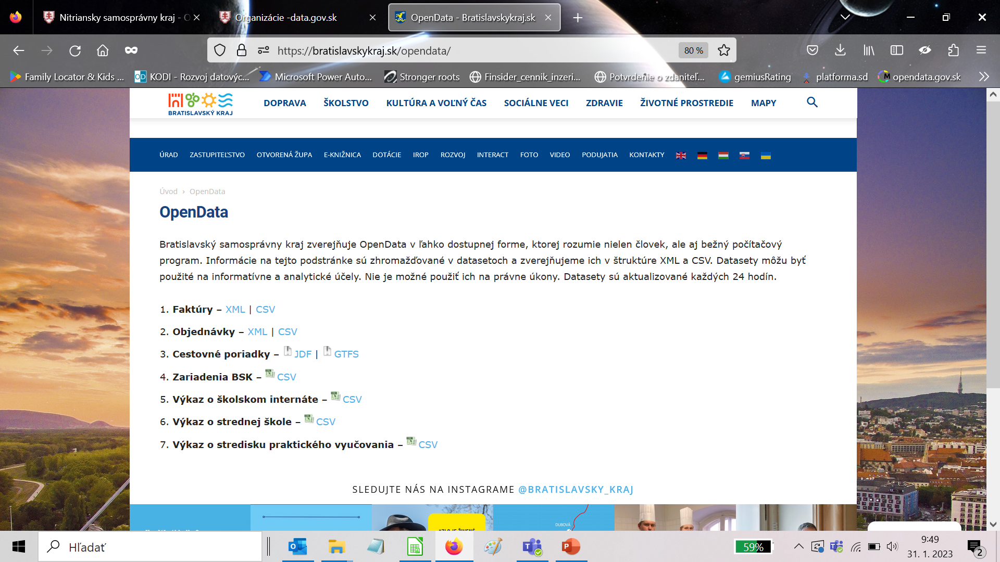 Nitriansky samosprávny kraj - O
Organizácie -data.gov.sk
OpenData - Bratislavskykraj.sk
https://bratislavskykraj.sk/opendata/
80 %
Family Locator & Kids ...
KODI - Rozvoj datovýc...
Microsoft Power Auto...
Stronger roots
Finsider_cennik_inzeri...
Potvrdenie o zdaniteľ...
gemiusRating
platforma.sd
opendata.gov.sk
BRATISLAVSKÝ KRAJ
DOPRAVA ŠKOLSTVO KULTÚRA A VOĽNÝ ČAS SOCIÁLNE VECI ZDRAVIE ŽIVOTNÉ PROSTREDIE MAPY
ÚRAD ZASTUPITEĽSTVO OTVORENÁ ŽUPA E-KNIŽNICA DOTÁCIE IROP ROZVOJ INTERACT FOTO VIDEO PODUJATIA KONTAKTY
Úvod › OpenData
OpenData
Bratislavský samosprávny kraj zverejňuje OpenData v ľahko dostupnej forme, ktorej rozumie nielen človek, ale aj bežný počítačový
program. Informácie na tejto podstránke sú zhromažďované v datasetoch a zverejňujeme ich v štruktúre XML a CSV. Datasety môžu byť
použité na informatívne a analytické účely. Nie je možné použiť ich na právne úkony. Datasety sú aktualizované každých 24 hodín.
1. Faktúry – XML | CSV
2. Objednávky – XML | CSV
3. Cestovné poriadky – JDF | GTFS
4. Zariadenia BSK – CSV
5. Výkaz o školskom internáte – CSV
6. Výkaz o strednej škole – CSV
7. Výkaz o stredisku praktického vyučovania – CSV
SLEDUJTE NÁS NA INSTAGRAME @BRATISLAVSKY_KRAJ
DUBOVÁ
Hľadať
59%
9:49
31. 1. 2023
2